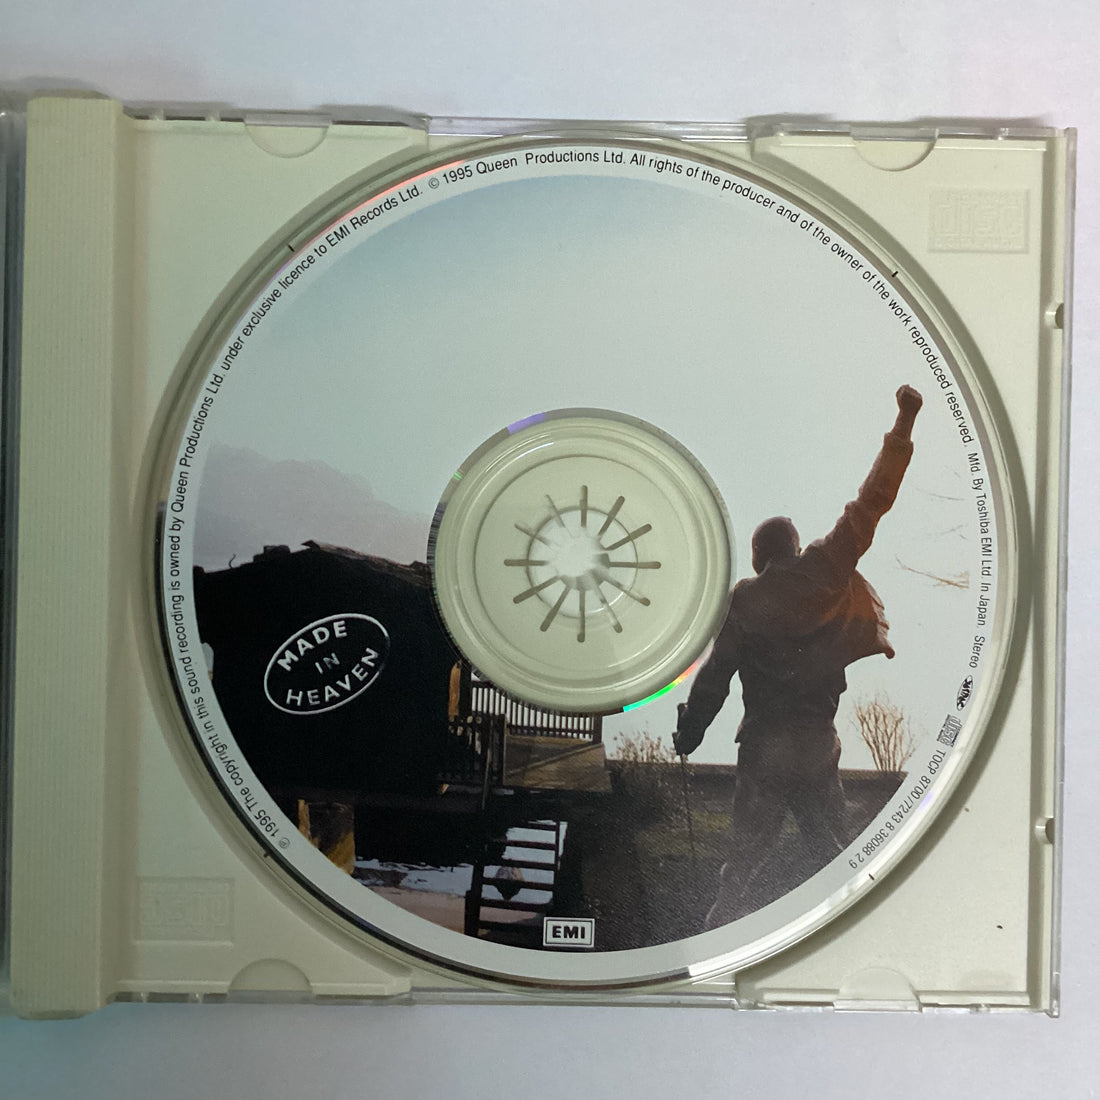 ℗ 1995 The copyright in this sound recording is owned by Queen Productions Ltd. under exclusive licence to EMI Records Ltd. © 1995 Queen Productions Ltd. All rights of the producer and of the owner of the work reproduced reserved. Mfd. By Toshiba EMI Ltd. In Japan. Stereo
disc
TOCP 8700/7243 8 36088 2 9
MADE
IN
HEAVEN
EMI
disc